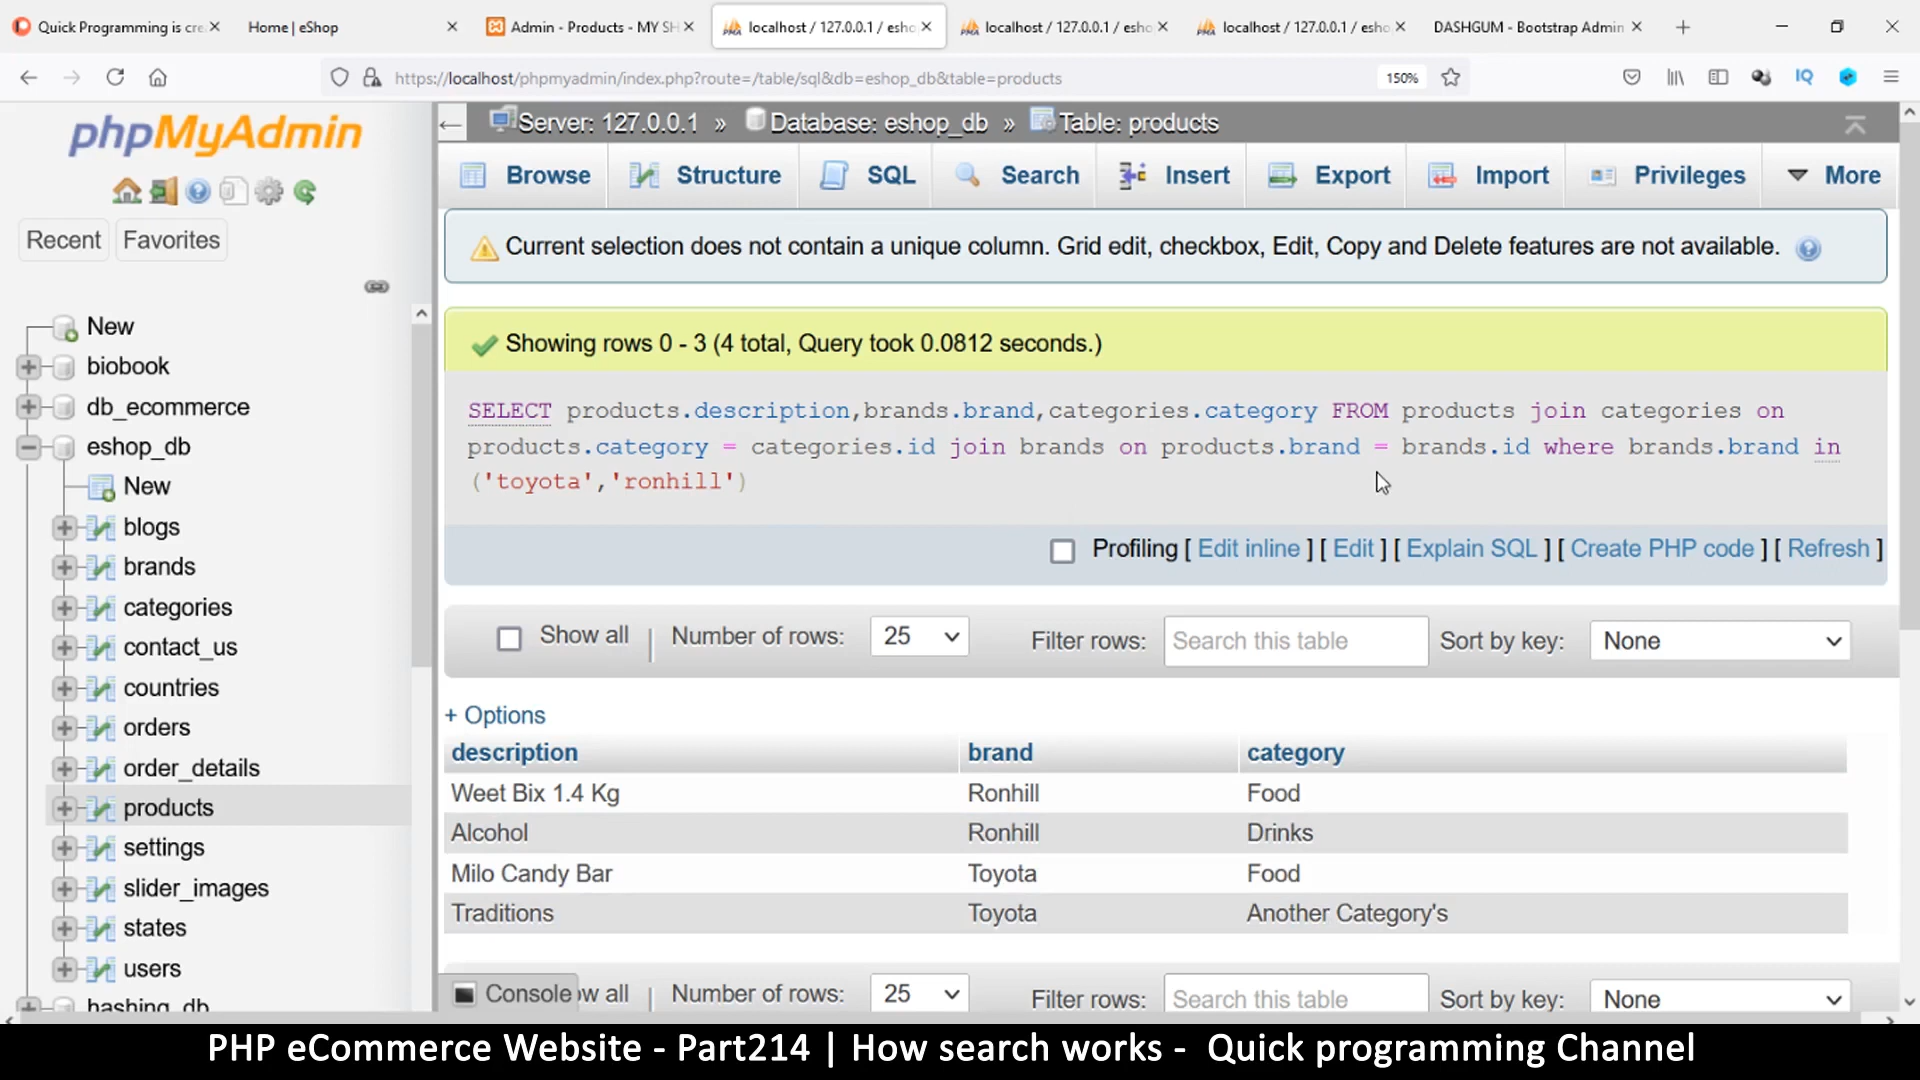 Quick Programming is cre
Home | eShop
Admin - Products - MY SH
localhost / 127.0.0.1 / esho
localhost / 127.0.0.1 / esho
localhost / 127.0.0.1 / esho
DASHGUM - Bootstrap Admin
https://localhost/phpmyadmin/index.php?route=/table/sql&db=eshop_db&table=products
150%
IQ
phpMyAdmin
Recent
Favorites
New
biobook
db_ecommerce
eshop_db
New
blogs
brands
categories
contact_us
countries
orders
order_details
products
settings
slider_images
states
users
hashing_db
Server: 127.0.0.1 » Database: eshop_db » Table: products
Browse Structure SQL Search Insert Export Import Privileges More
Current selection does not contain a unique column. Grid edit, checkbox, Edit, Copy and Delete features are not available.
Showing rows 0 - 3 (4 total, Query took 0.0812 seconds.)
SELECT products.description,brands.brand,categories.category FROM products join categories on
products.category = categories.id join brands on products.brand = brands.id where brands.brand in
('toyota','ronhill')
Profiling [ Edit inline ] [ Edit ] [ Explain SQL ] [ Create PHP code ] [ Refresh ]
Show all | Number of rows: 25 Filter rows: Search this table Sort by key: None
+ Options
description brand category
Weet Bix 1.4 Kg Ronhill Food
Alcohol Ronhill Drinks
Milo Candy Bar Toyota Food
Traditions Toyota Another Category's
Console
ow all | Number of rows: 25 Filter rows: Search this table Sort by key: None
PHP eCommerce Website - Part214 | How search works - Quick programming Channel